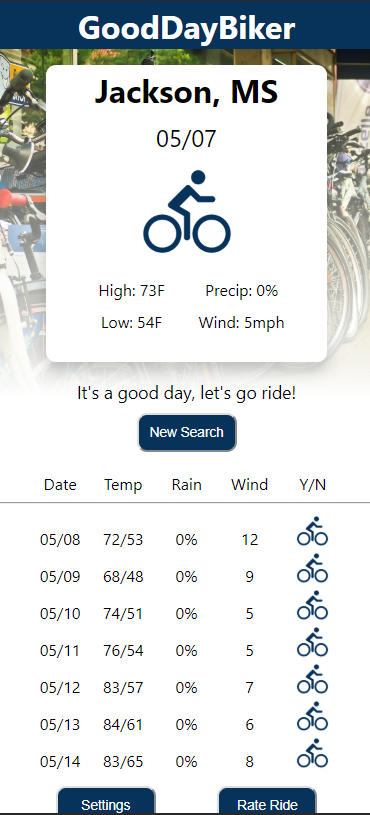 GoodDayBiker
Jackson, MS
05/07
High: 73F Precip: 0%
Low: 54F Wind: 5mph
It's a good day, let's go ride!
New Search
Date Temp Rain Wind Y/N
05/08 72/53 0% 12
05/09 68/48 0% 9
05/10 74/51 0% 5
05/11 76/54 0% 5
05/12 83/57 0% 7
05/13 84/61 0% 6
05/14 83/65 0% 8
Settings Rate Ride